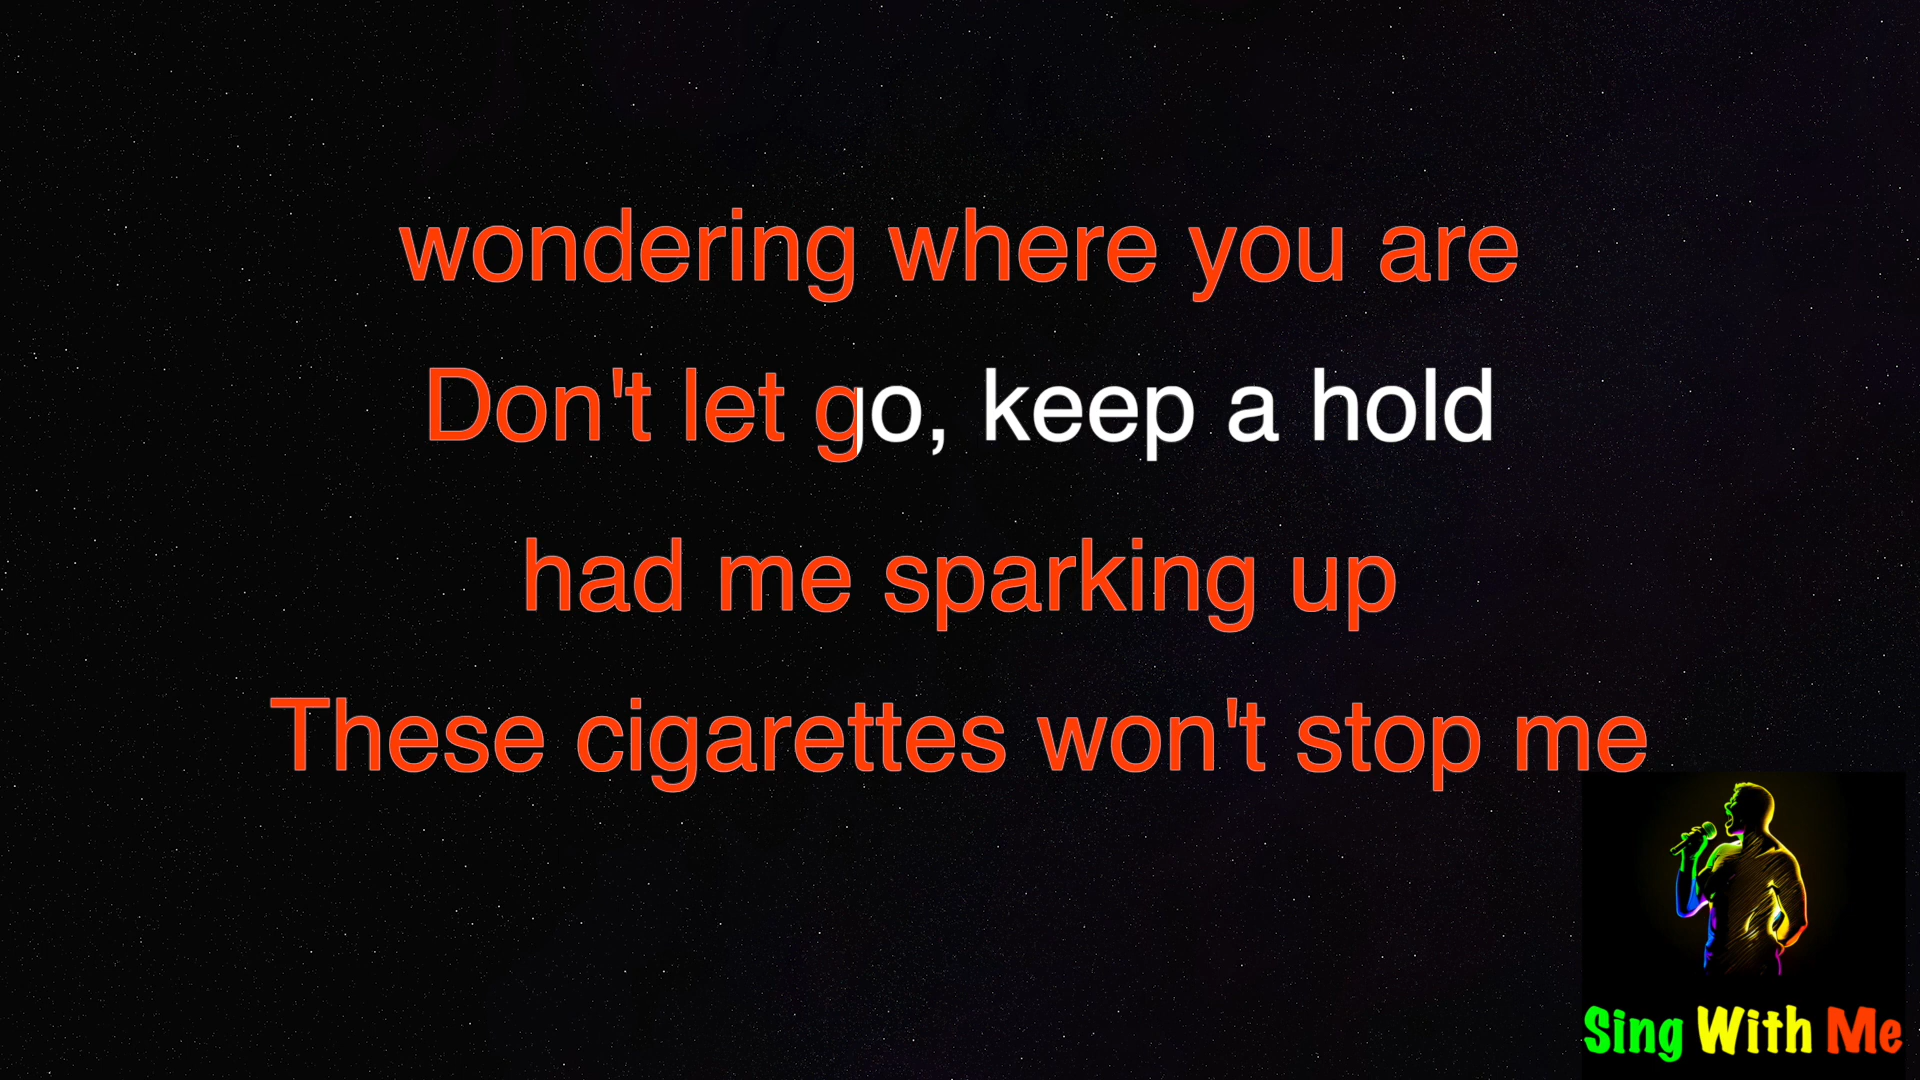 wondering where you are
Don't let go, keep a hold
had me sparking up
These cigarettes won't stop me
Sing With Me